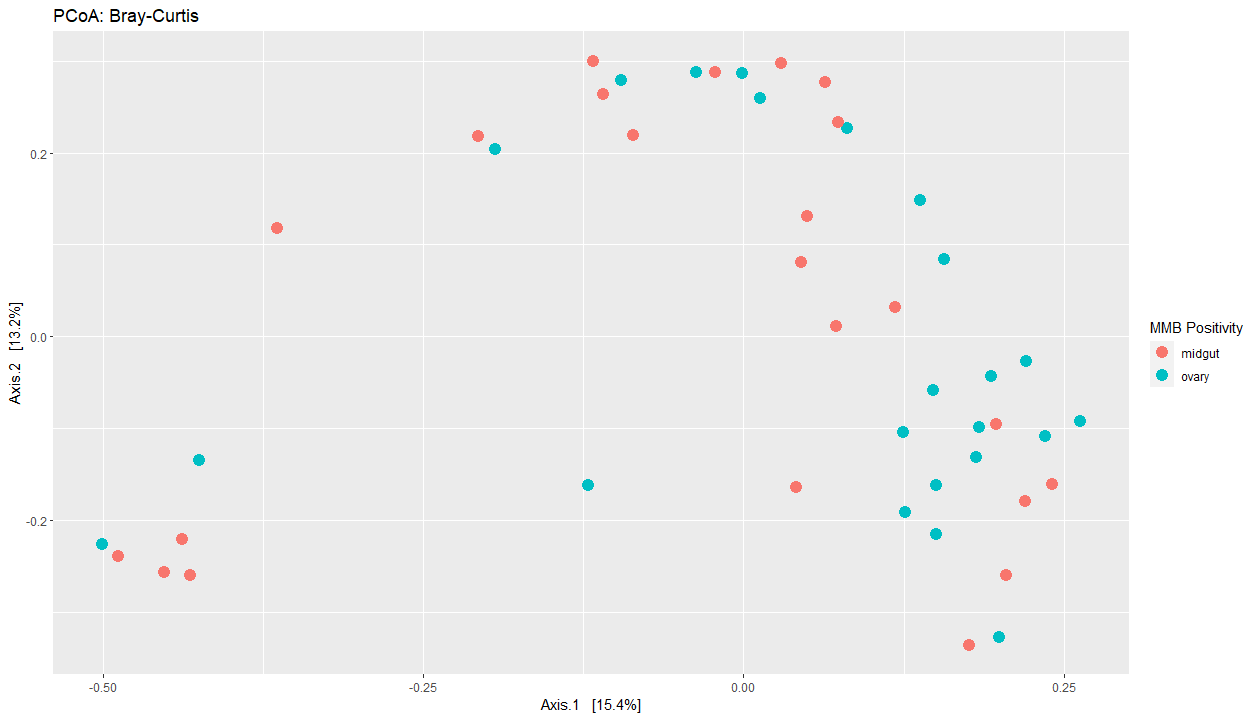 PCoA: Bray-Curtis
Axis.2 [13.2%]
0.2
0.0
-0.2
-0.50
-0.25
0.00
0.25
Axis.1 [15.4%]
MMB Positivity
midgut
ovary